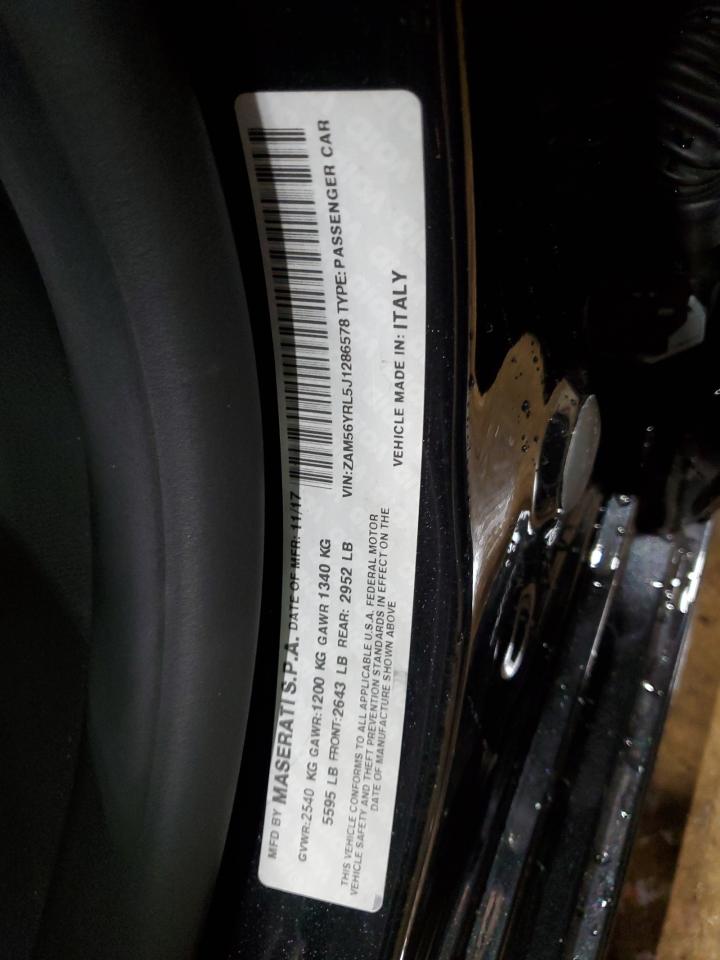 MFD BY MASERATI S.P.A. DATE OF MFR: 11/17
GVWR:2540 KG GAWR:1200 KG GAWR 1340 KG
5595 LB FRONT:2643 LB REAR: 2952 LB
VIN:ZAM56YRL5J1286578 TYPE:PASSENGER CAR
THIS VEHICLE CONFORMS TO ALL APPLICABLE U.S.A. FEDERAL MOTOR
VEHICLE SAFETY AND THEFT PREVENTION STANDARDS IN EFFECT ON THE
DATE OF MANUFACTURE SHOWN ABOVE
VEHICLE MADE IN: ITALY